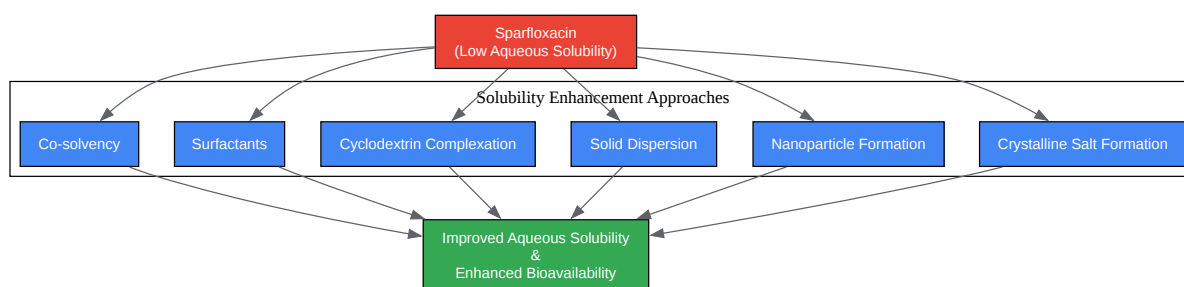 Sparfloxacin
(Low Aqueous Solubility)
Solubility Enhancement Approaches
Co-solvency
Surfactants
Cyclodextrin Complexation
Solid Dispersion
Nanoparticle Formation
Crystalline Salt Formation
Improved Aqueous Solubility
&
Enhanced Bioavailability